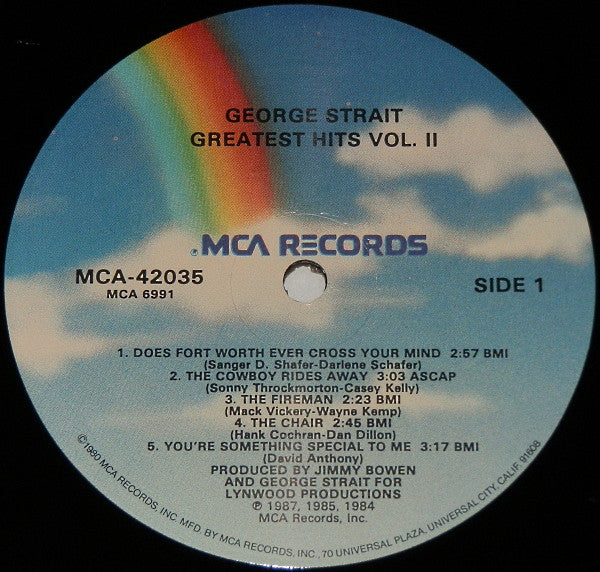 GEORGE STRAIT
GREATEST HITS VOL. II
® MCA RECORDS
MCA-42035
MCA 6991
SIDE 1
1. DOES FORT WORTH EVER CROSS YOUR MIND 2:57 BMI
(Sanger D. Shafer-Darlene Schafer)
2. THE COWBOY RIDES AWAY 3:03 ASCAP
(Sonny Throckmorton-Casey Kelly)
3. THE FIREMAN 2:23 BMI
(Mack Vickery-Wayne Kemp)
4. THE CHAIR 2:45 BMI
(Hank Cochran-Dan Dillon)
5. YOU'RE SOMETHING SPECIAL TO ME 3:17 BMI
(David Anthony)
PRODUCED BY JIMMY BOWEN
AND GEORGE STRAIT FOR
LYNWOOD PRODUCTIONS
℗ 1987, 1985, 1984
MCA Records, Inc.
©1980 MCA RECORDS, INC. MFD. BY MCA RECORDS, INC., 70 UNIVERSAL PLAZA, UNIVERSAL CITY, CALIF. 91608